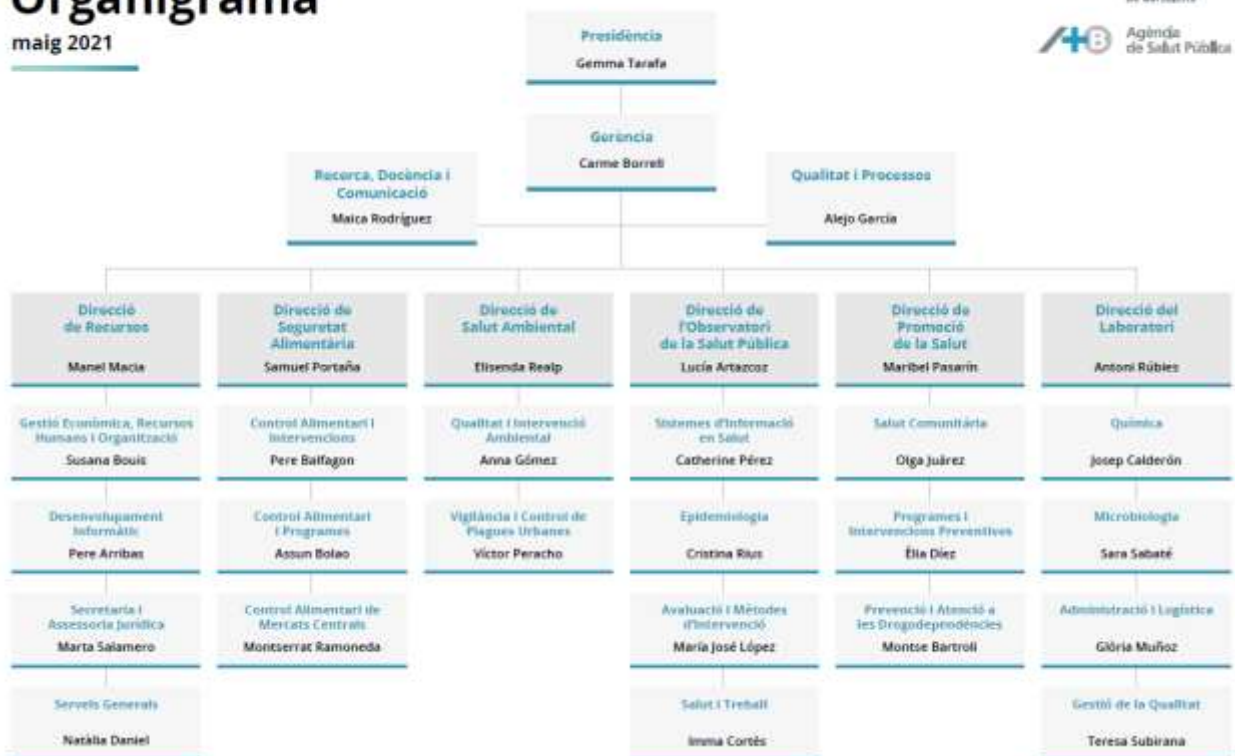 Organigrama
maig 2021
Agència
de Salut Pública
Presidència
Gemma Tarafa
Gerència
Carme Borrell
Recerca, Docència i
Comunicació
Maica Rodríguez
Qualitat i Processos
Alejo García
Direcció
de Recursos
Manel Macia
Direcció de
Seguretat
Alimentària
Samuel Portaña
Direcció de
Salut Ambiental
Elisenda Realp
Direcció de
l'Observatori
de la Salut Pública
Lucía Artazcoz
Direcció de
Promoció
de la Salut
Maribel Pasarín
Direcció del
Laboratori
Antoni Rúbies
Gestió Econòmica, Recursos
Humans i Organització
Susana Bouis
Control Alimentari i
Intervencions
Pere Balfagon
Qualitat i Intervenció
Ambiental
Anna Gómez
Sistemes d'Informació
en Salut
Catherine Pérez
Salut Comunitària
Olga Juárez
Química
Josep Calderón
Desenvolupament
Informàtic
Pere Arribas
Control Alimentari
i Programes
Assun Bolao
Vigilància i Control de
Plagues Urbanes
Víctor Peracho
Epidemiologia
Cristina Rius
Programes i
Intervencions Preventives
Èlia Díez
Microbiologia
Sara Sabaté
Secretaria i
Assessoria Jurídica
Marta Salamero
Control Alimentari de
Mercats Centrals
Montserrat Ramoneda
Avaluació i Mètodes
d'Intervenció
María José López
Prevenció i Atenció a
les Drogodependències
Montse Bartroli
Administració i Logística
Glòria Muñoz
Serveis Generals
Natàlia Daniel
Salut i Treball
Imma Cortès
Gestió de la Qualitat
Teresa Subirana